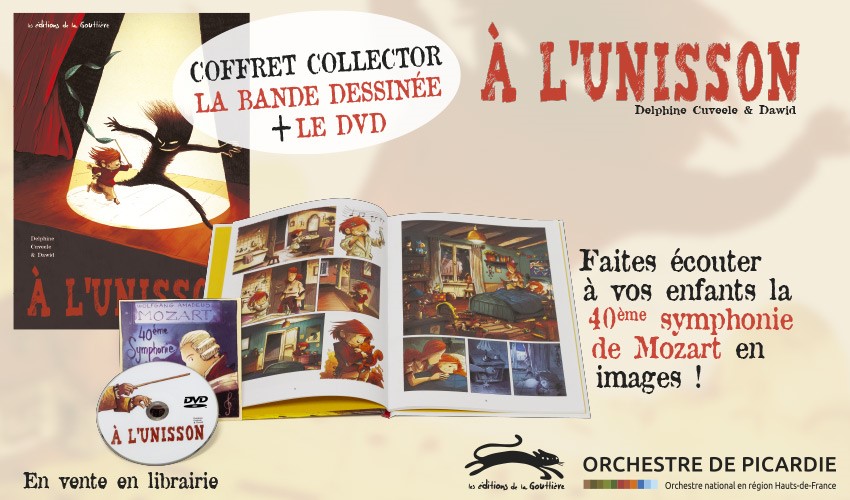 les éditions de la Gouttière
COFFRET COLLECTOR
LA BANDE DESSINÉE
+ LE DVD
À L'UNISSON
Delphine Cuveele & Dawid
Delphine
Cuveele
& Dawid
À L'UNISSON
WOLFGANG AMADEUS
MOZART
40ème
Symphonie
DVD
À L'UNISSON
Faites écouter
à vos enfants la
40ème symphonie
de Mozart en
images !
En vente en librairie
les éditions de la Gouttière
ORCHESTRE DE PICARDIE
Orchestre national en région Hauts-de-France